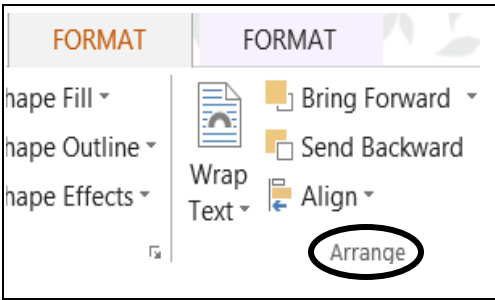 FORMAT FORMAT
hape Fill
hape Outline
hape Effects
Wrap
Text
Bring Forward
Send Backward
Align
Arrange